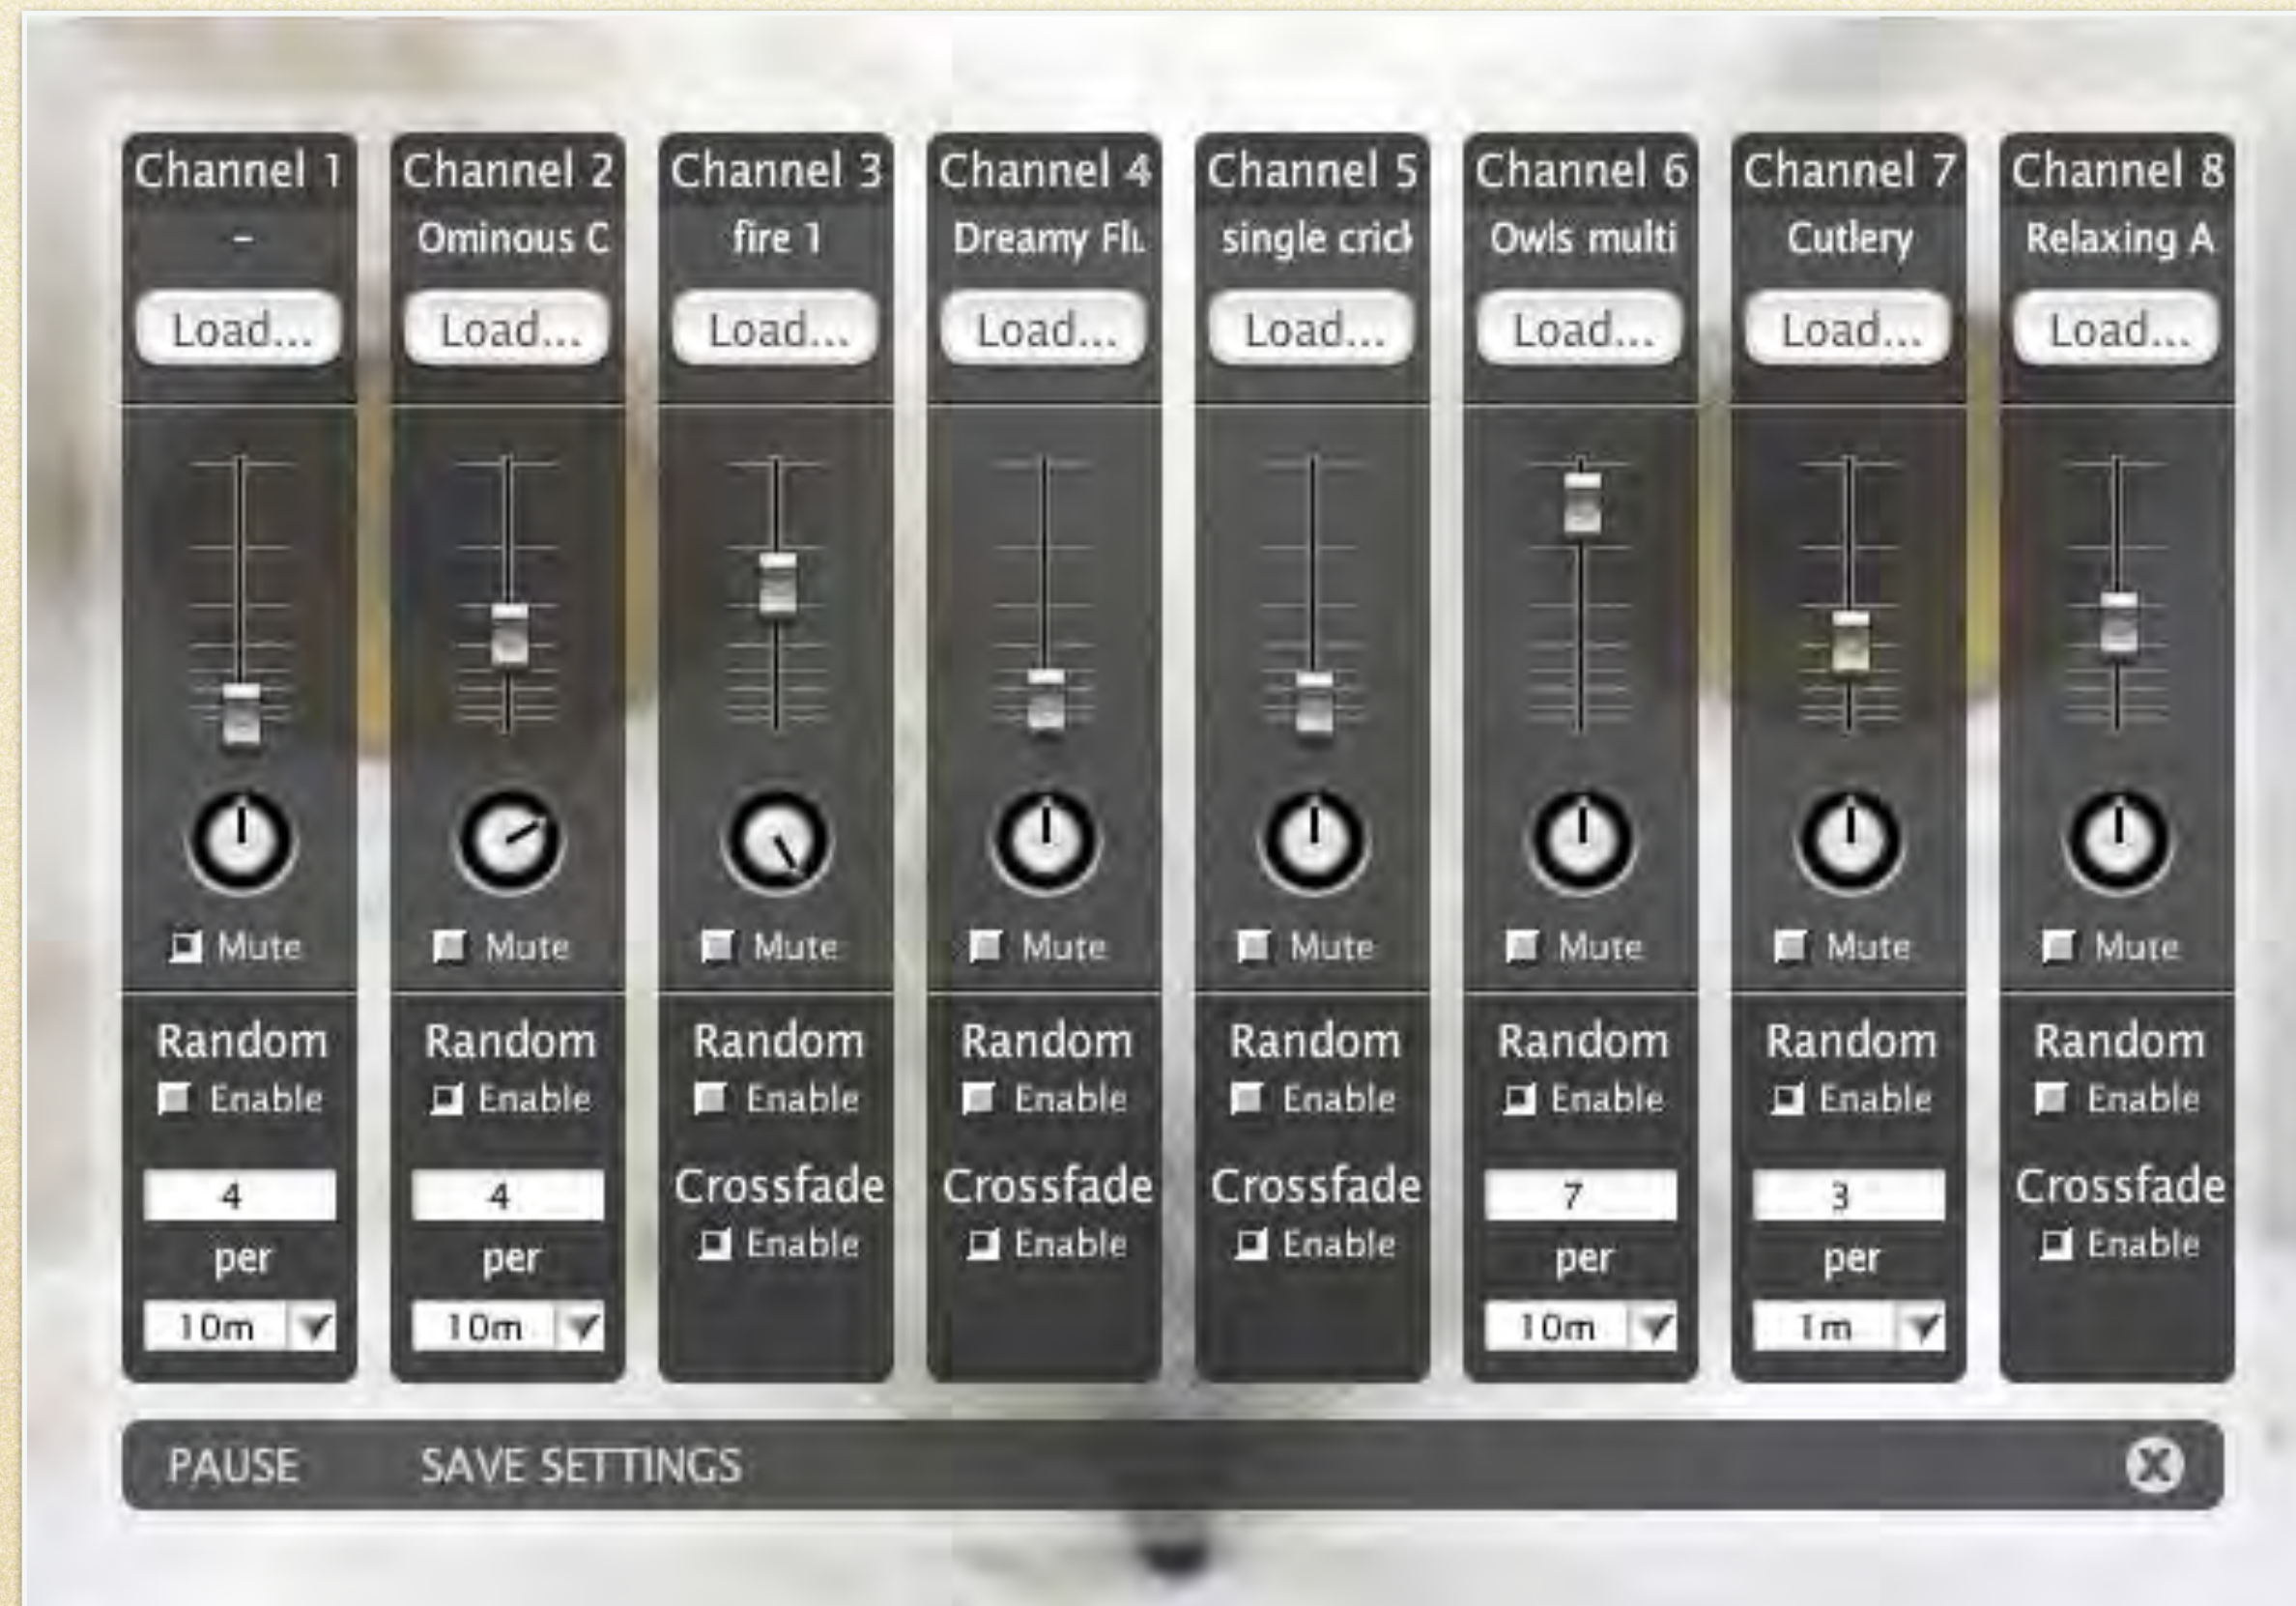 Channel 1
-
Load...
Mute
Random
Enable
4
per
10m
Channel 2
Ominous C
Load...
Mute
Random
Enable
4
per
10m
Channel 3
fire 1
Load...
Mute
Random
Enable
Crossfade
Enable
Channel 4
Dreamy Flu
Load...
Mute
Random
Enable
Crossfade
Enable
Channel 5
single crick
Load...
Mute
Random
Enable
Crossfade
Enable
Channel 6
Owls multi
Load...
Mute
Random
Enable
7
per
10m
Channel 7
Cutlery
Load...
Mute
Random
Enable
3
per
1m
Channel 8
Relaxing A
Load...
Mute
Random
Enable
Crossfade
Enable
PAUSE SAVE SETTINGS X